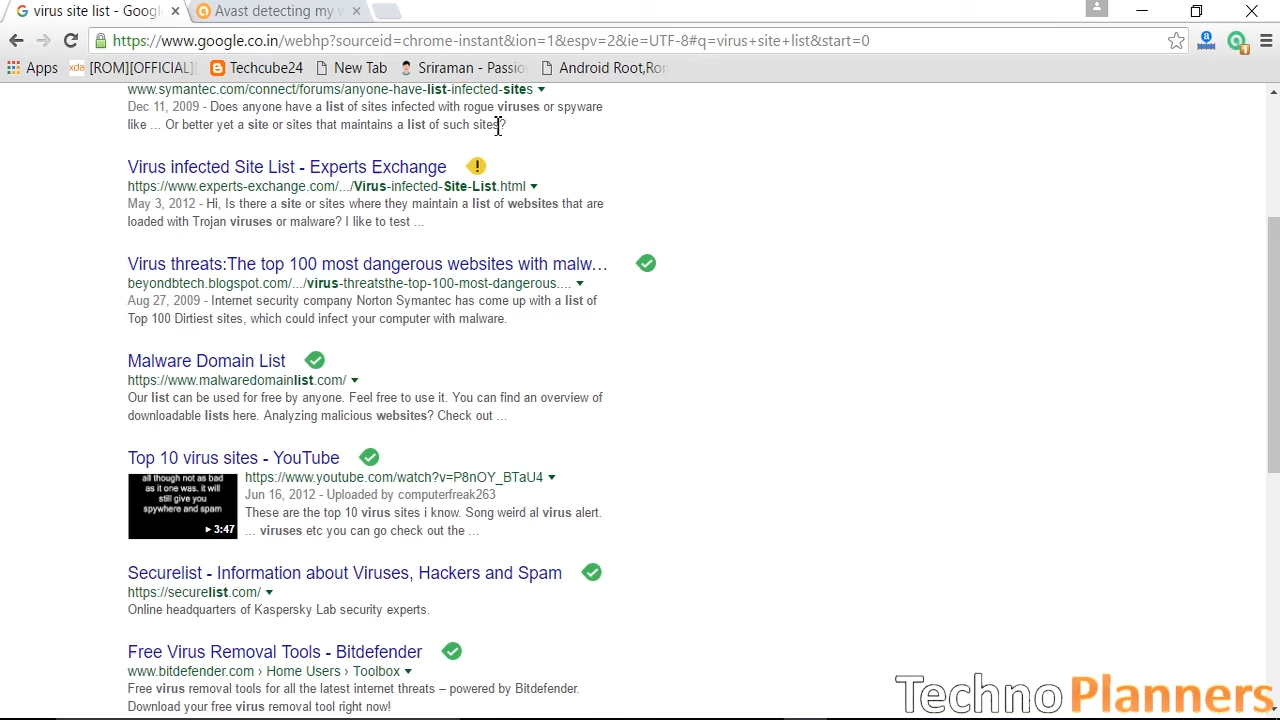 virus site list - Googl
Avast detecting my w
https://www.google.co.in/webhp?sourceid=chrome-instant&ion=1&espv=2&ie=UTF-8#q=virus+site+list&start=0
Apps
[ROM][OFFICIAL]
Techcube24
New Tab
Sriraman - Passio
Android Root,Ron
www.symantec.com/connect/forums/anyone-have-list-infected-sites
Dec 11, 2009 - Does anyone have a list of sites infected with rogue viruses or spyware
like ... Or better yet a site or sites that maintains a list of such sites?
Virus infected Site List - Experts Exchange
https://www.experts-exchange.com/.../Virus-infected-Site-List.html
May 3, 2012 - Hi, Is there a site or sites where they maintain a list of websites that are
loaded with Trojan viruses or malware? I like to test ...
Virus threats:The top 100 most dangerous websites with malw...
beyondbtech.blogspot.com/.../virus-threatsthe-top-100-most-dangerous....
Aug 27, 2009 - Internet security company Norton Symantec has come up with a list of
Top 100 Dirtiest sites, which could infect your computer with malware.
Malware Domain List
https://www.malwaredomainlist.com/
Our list can be used for free by anyone. Feel free to use it. You can find an overview of
downloadable lists here. Analyzing malicious websites? Check out ...
Top 10 virus sites - YouTube
all though not as bad
as it one was. it will
still give you
spywhere and spam
3:47
https://www.youtube.com/watch?v=P8nOY_BTaU4
Jun 16, 2012 - Uploaded by computerfreak263
These are the top 10 virus sites i know. Song weird al virus alert.
... viruses etc you can go check out the ...
Securelist - Information about Viruses, Hackers and Spam
https://securelist.com/
Online headquarters of Kaspersky Lab security experts.
Free Virus Removal Tools - Bitdefender
www.bitdefender.com › Home Users › Toolbox
Free virus removal tools for all the latest internet threats – powered by Bitdefender.
Download your free virus removal tool right now!
Techno Planners